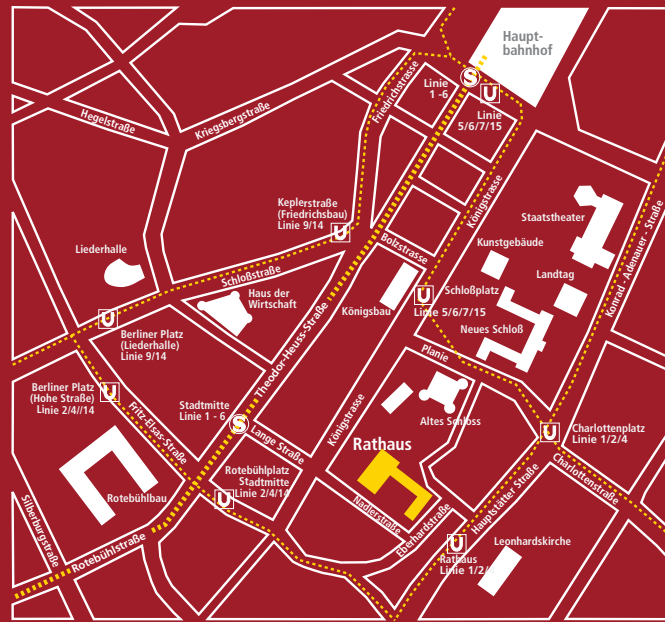 Haupt-
bahnhof
S
U
Linie
1 -6
Linie
5/6/7/15
Friedrichstrasse
Hegelstraße
Kriegsbergstraße
Königstrasse
Konrad - Adenauer - Straße
Staatstheater
Keplerstraße
(Friedrichsbau)
Linie 9/14
U
Bolzstrasse
Kunstgebäude
Liederhalle
Schloßstraße
Landtag
Schloßplatz
Haus der
Wirtschaft
Königsbau
U
Linie 5/6/7/15
Neues Schloß
Theodor-Heuss-Straße
U
Berliner Platz
(Liederhalle)
Linie 9/14
Planie
Berliner Platz
(Hohe Straße)
Linie 2/4//14
U
Stadtmitte
Linie 1 - 6
S
Königstrasse
Altes Schloss
Fritz-Elsas-Straße
Lange Straße
Rathaus
U
Charlottenplatz
Linie 1/2/4
Charlottenstraße
Rotebühlplatz
Stadtmitte
Linie 2/4/14
U
Rotebühlbau
Nadlerstraße
Eberhardstraße
Hauptstätter Straße
Silberburgstraße
Rotebühlstraße
U
Rathaus
Linie 1/2/
Leonhardskirche